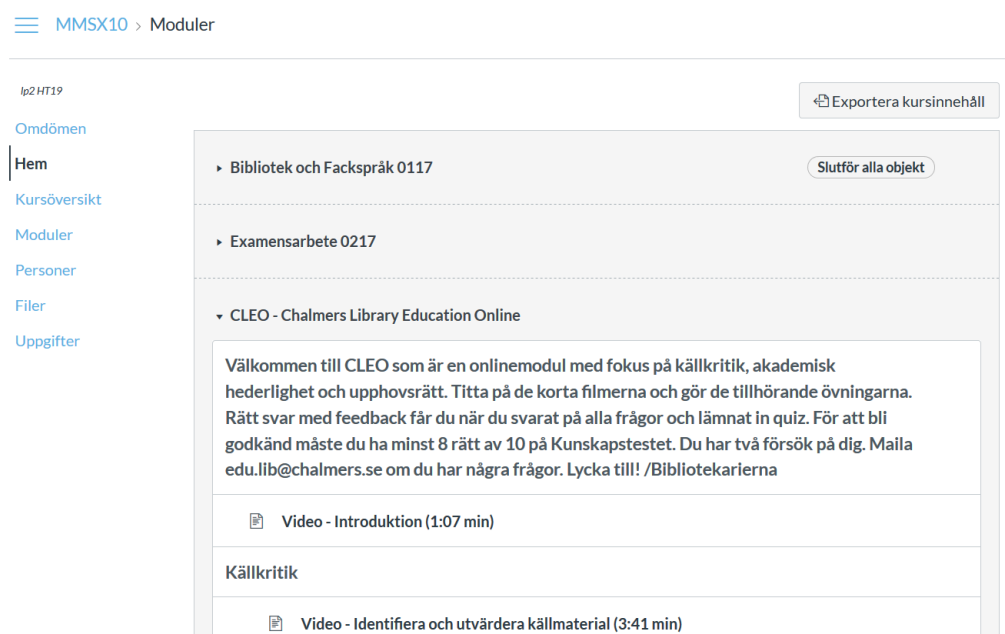 MMSX10 › Moduler
lp2 HT19
Exportera kursinnehåll
Omdömen
Hem
Kursöversikt
Moduler
Personer
Filer
Uppgifter
Bibliotek och Fackspråk 0117
Slutför alla objekt
Examensarbete 0217
CLEO - Chalmers Library Education Online
Välkommen till CLEO som är en onlinemodul med fokus på källkritik, akademisk
hederlighet och upphovsrätt. Titta på de korta filmerna och gör de tillhörande övningarna.
Rätt svar med feedback får du när du svarat på alla frågor och lämnat in quiz. För att bli
godkänd måste du ha minst 8 rätt av 10 på Kunskapstestet. Du har två försök på dig. Maila
edu.lib@chalmers.se om du har några frågor. Lycka till! /Bibliotekarierna
Video - Introduktion (1:07 min)
Källkritik
Video - Identifiera och utvärdera källmaterial (3:41 min)